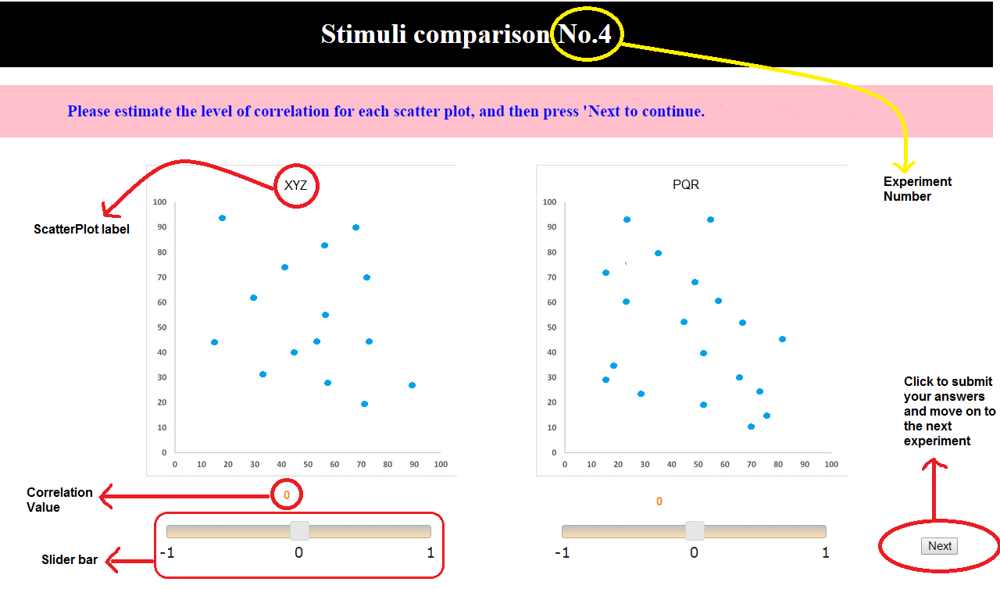 Stimuli comparison No.4
Please estimate the level of correlation for each scatter plot, and then press 'Next to continue.
XYZ
PQR
Experiment
Number
ScatterPlot label
100
90
80
70
60
50
40
30
20
10
0
0 10 20 30 40 50 60 70 80 90 100
100
90
80
70
60
50
40
30
20
10
0
0 10 20 30 40 50 60 70 80 90 100
Click to submit
your answers
and move on to
the next
experiment
Correlation
Value
0
0
Slider bar
-1 0 1
-1 0 1
Next